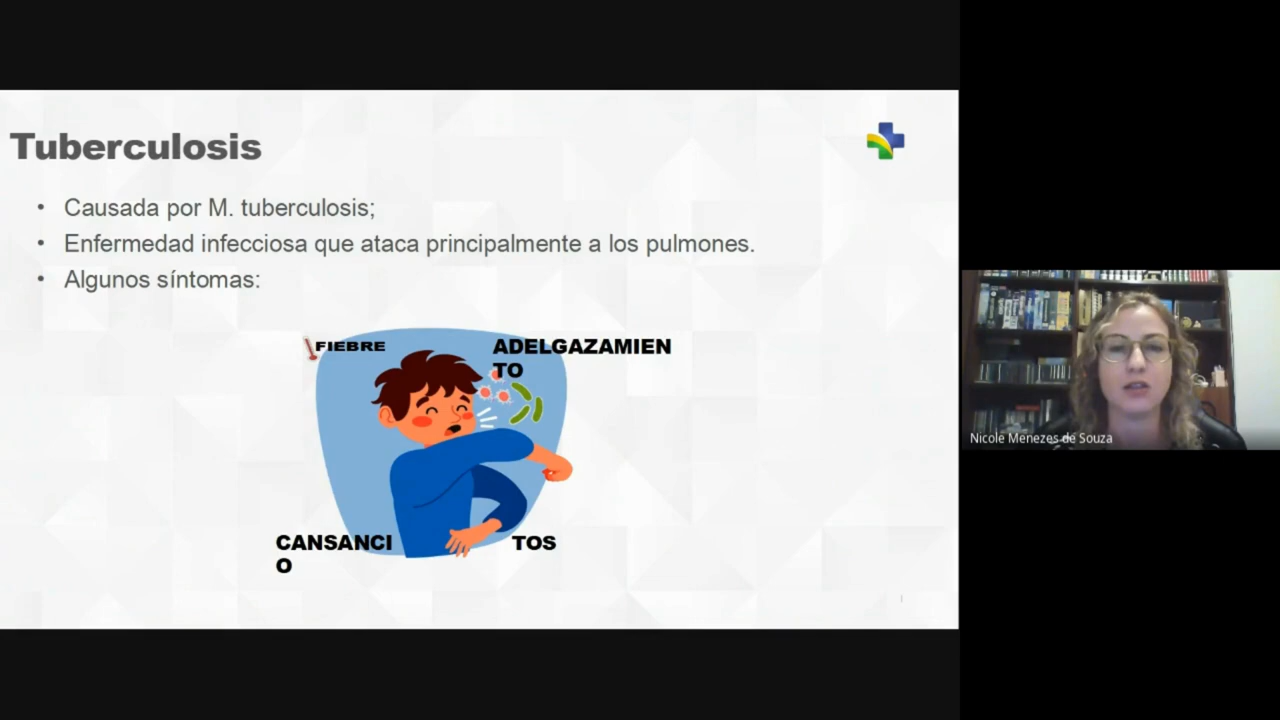 Tuberculosis
• Causada por M. tuberculosis;
• Enfermedad infecciosa que ataca principalmente a los pulmones.
• Algunos síntomas:
FIEBRE
ADELGAZAMIEN
TO
CANSANCI
O
TOS
Nicole Menezes de Souza